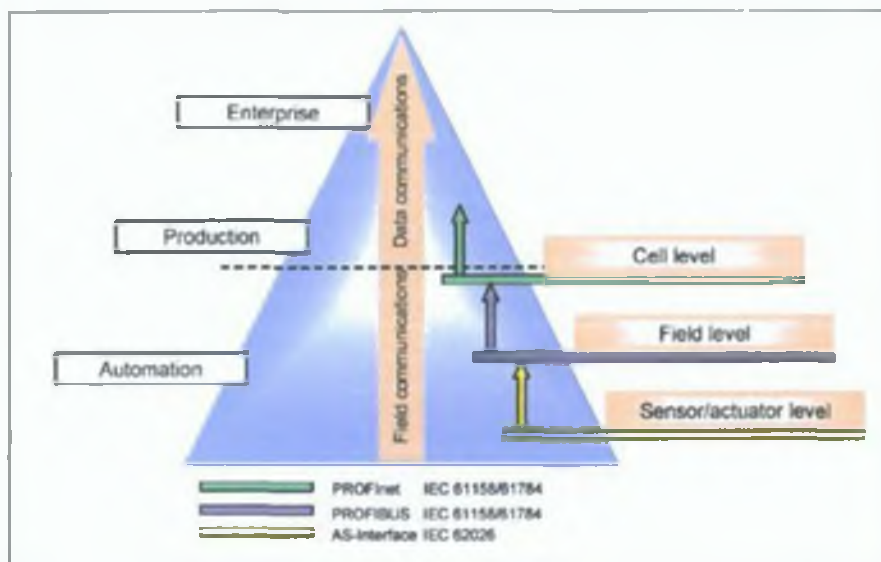 Enterprise
Data communications
Production
Cell level
Field communications
Field level
Automation
Sensor/actuator level
PROFInet IEC 61158/61784
PROFIBUS IEC 61158/61784
AS-Interface IEC 62026